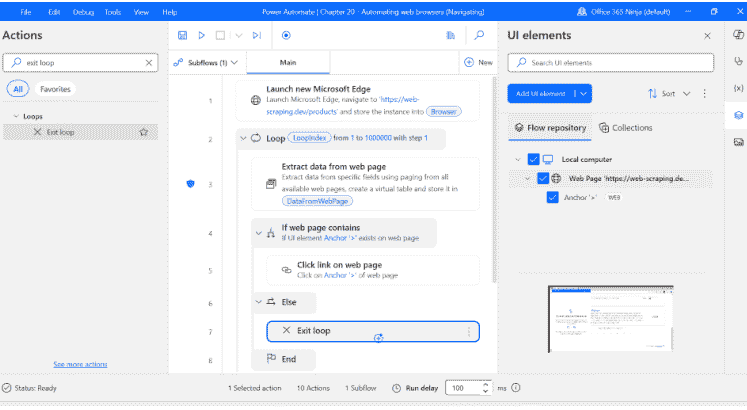 File Edit Debug Tools View Help Power Automate | Chapter 20 - Automating web browsers (Navigating) Office 365 Ninja (default)
Actions
UI elements
exit loop
Search UI elements
Subflows (1) Main New
All Favorites
Add UI element Sort
1 Launch new Microsoft Edge
Launch Microsoft Edge, navigate to 'https://web-
scraping.dev/products' and store the instance into Browser
Loops
Exit loop
Flow repository Collections
2 Loop LoopIndex from 1 to 1000000 with step 1
Local computer
Web Page 'https://web-scraping.de...
Anchor '>' WEB
Extract data from web page
3 Extract data from specific fields using paging from all
available web pages, create a virtual table and store it in
DataFromWebPage
4 If web page contains
If UI element Anchor '>' exists on web page
5 Click link on web page
Click on Anchor '>' of web page
6 Else
7 Exit loop
8 End
See more actions
Status: Ready 1 Selected action 10 Actions 1 Subflow Run delay 100 ms